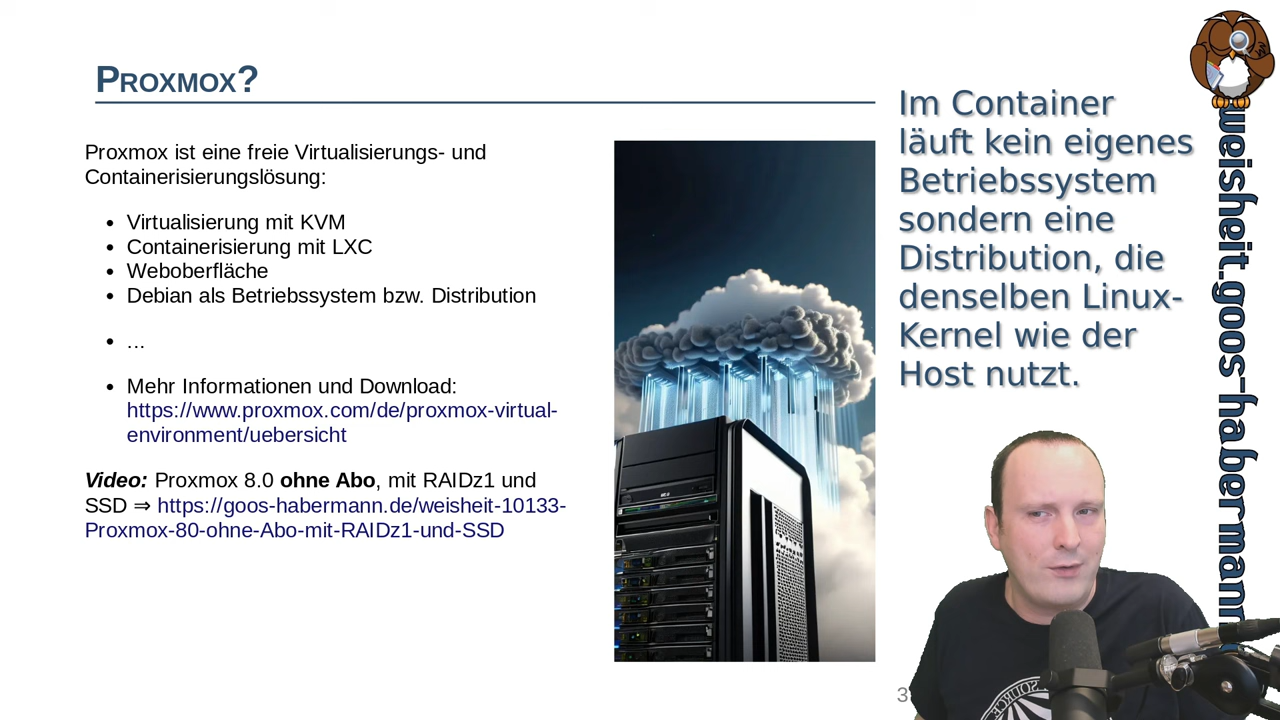 PROXMOX?
Proxmox ist eine freie Virtualisierungs- und
Containerisierungslösung:
• Virtualisierung mit KVM
• Containerisierung mit LXC
• Weboberfläche
• Debian als Betriebssystem bzw. Distribution
• ...
• Mehr Informationen und Download:
https://www.proxmox.com/de/proxmox-virtual-
environment/uebersicht
Video: Proxmox 8.0 ohne Abo, mit RAIDz1 und
SSD ⇒ https://goos-habermann.de/weisheit-10133-
Proxmox-80-ohne-Abo-mit-RAIDz1-und-SSD
Im Container
läuft kein eigenes
Betriebssystem
sondern eine
Distribution, die
denselben Linux-
Kernel wie der
Host nutzt.
weisheit.goos-habermann
3